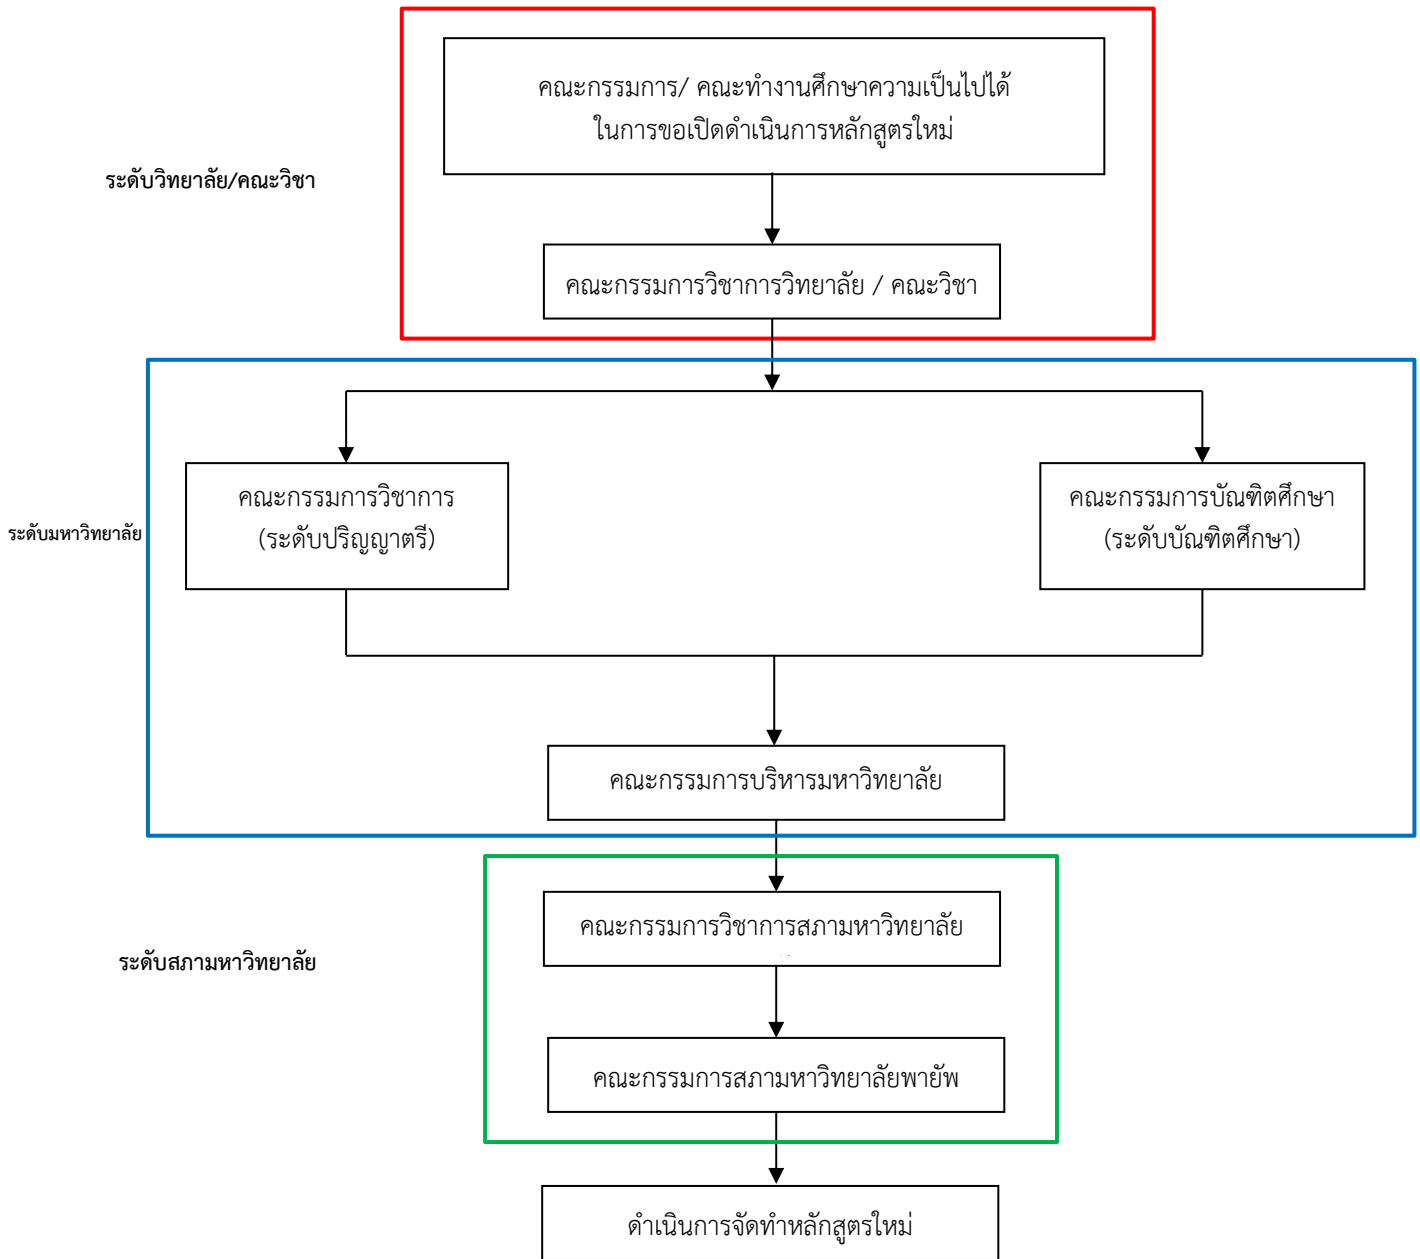 คณะกรรมการ/ คณะทำงานศึกษาความเป็นไปได้
ในการขอเปิดดำเนินการหลักสูตรใหม่
ระดับวิทยาลัย/คณะวิชา
คณะกรรมการวิชาการวิทยาลัย / คณะวิชา
คณะกรรมการวิชาการ
(ระดับปริญญาตรี)
คณะกรรมการบัณฑิตศึกษา
(ระดับบัณฑิตศึกษา)
ระดับมหาวิทยาลัย
คณะกรรมการบริหารมหาวิทยาลัย
คณะกรรมการวิชาการสภามหาวิทยาลัย
ระดับสภามหาวิทยาลัย
คณะกรรมการสภามหาวิทยาลัยพายัพ
ดำเนินการจัดทำหลักสูตรใหม่